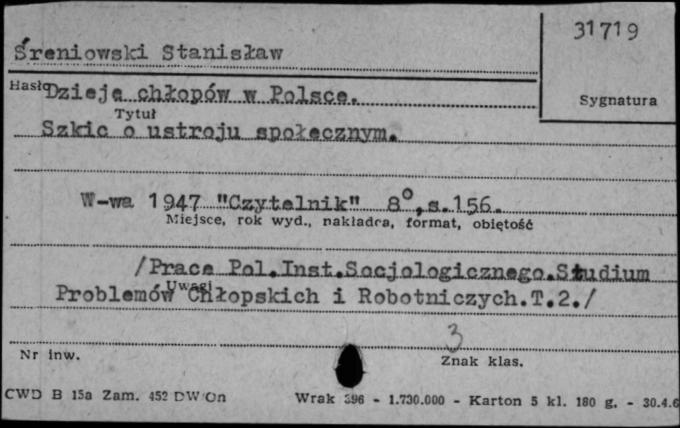 31719
Śreniowski Stanisław
Hasło
Dzieje chłopów w Polsce.
Sygnatura
Tytuł
Szkic o ustroju społecznym.
W-wa 1947 "Czytelnik" 8°, s.156.
Miejsce, rok wyd., nakładca, format, objętość
/Prace Pol.Inst.Socjologicznego.Studium
Uwagi
Problemów Chłopskich i Robotniczych.T.2./
3
Nr inw.
Znak klas.
CWD B 15a Zam. 452 DW/On Wrak 396 - 1.730.000 - Karton 5 kl. 180 g. - 30.4.6